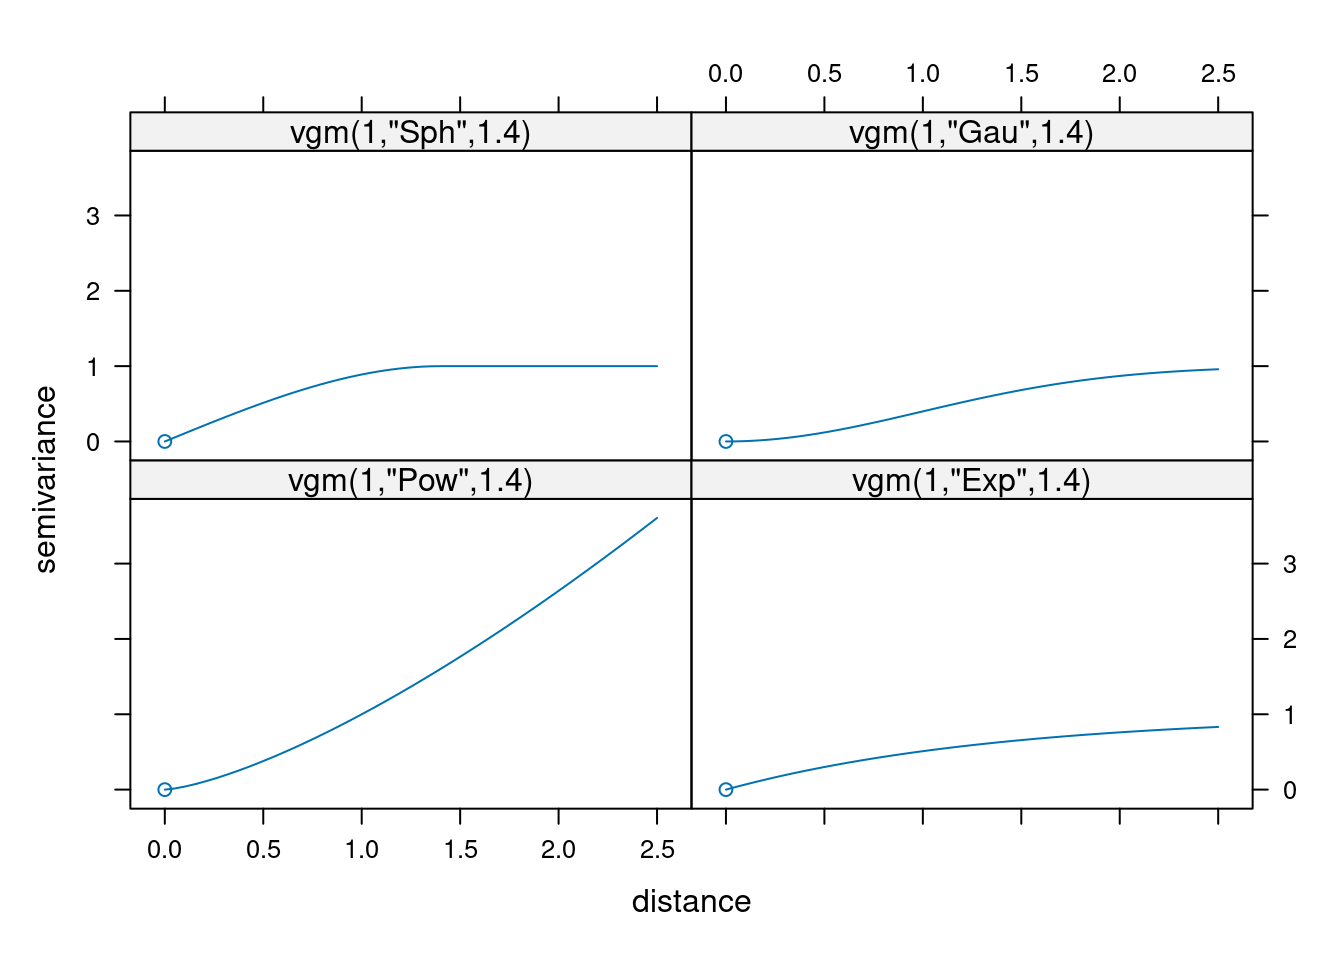 0.0 0.5 1.0 1.5 2.0 2.5
vgm(1,"Sph",1.4)
vgm(1,"Gau",1.4)
3
2
1
0
semivariance
vgm(1,"Pow",1.4)
vgm(1,"Exp",1.4)
3
2
1
0
0.0 0.5 1.0 1.5 2.0 2.5
distance